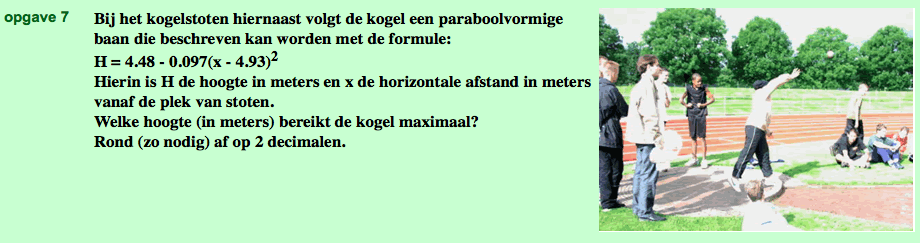 opgave 7 Bij het kogelstoten hiernaast volgt de kogel een paraboolvormige
baan die beschreven kan worden met de formule:
H = 4.48 - 0.097(x - 4.93)²
Hierin is H de hoogte in meters en x de horizontale afstand in meters
vanaf de plek van stoten.
Welke hoogte (in meters) bereikt de kogel maximaal?
Rond (zo nodig) af op 2 decimalen.